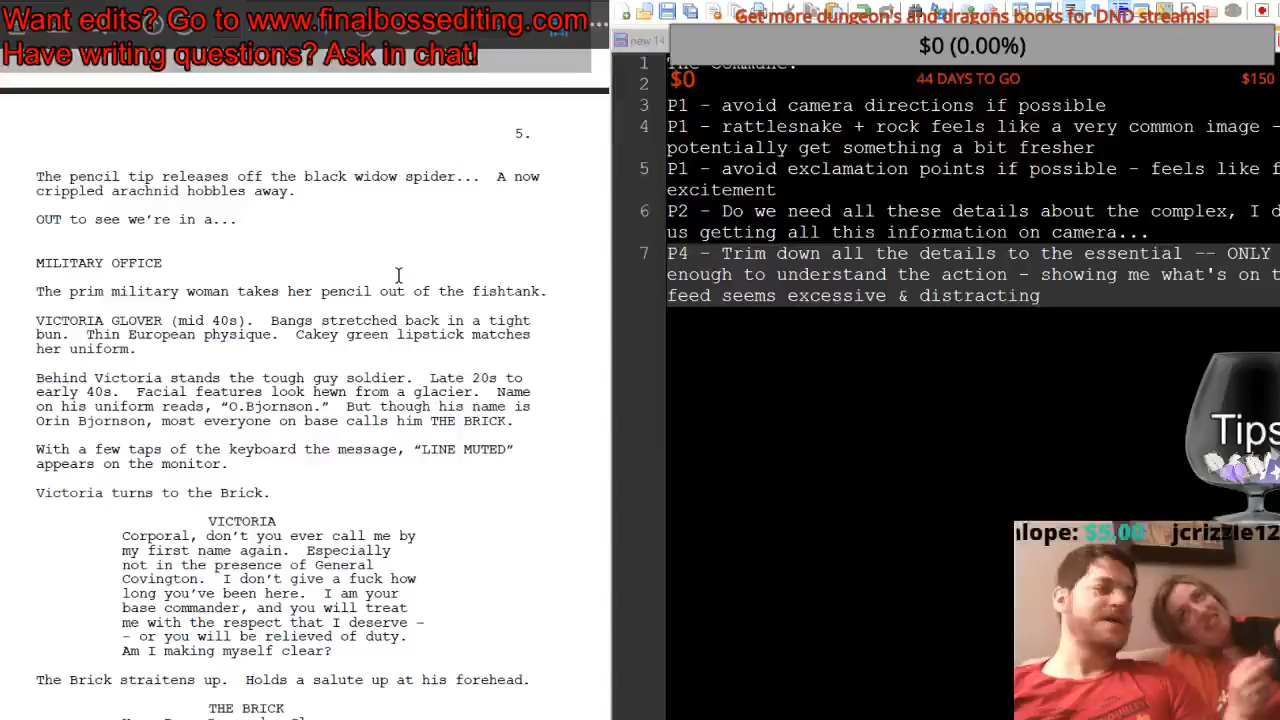 Want edits? Go to www.finalbossediting.com
Have writing questions? Ask in chat!
5.
The pencil tip releases off the black widow spider... A now
crippled arachnid hobbles away.
OUT to see we're in a...
MILITARY OFFICE
The prim military woman takes her pencil out of the fishtank.
VICTORIA GLOVER (mid 40s). Bangs stretched back in a tight
bun. Thin European physique. Cakey green lipstick matches
her uniform.
Behind Victoria stands the tough guy soldier. Late 20s to
early 40s. Facial features look hewn from a glacier. Name
on his uniform reads, “O.Bjornson.” But though his name is
Orin Bjornson, most everyone on base calls him THE BRICK.
With a few taps of the keyboard the message, “LINE MUTED”
appears on the monitor.
Victoria turns to the Brick.
VICTORIA
Corporal, don't you ever call me by
my first name again. Especially
not in the presence of General
Covington. I don't give a fuck how
long you've been here. I am your
base commander, and you will treat
me with the respect that I deserve -
- or you will be relieved of duty.
Am I making myself clear?
The Brick straitens up. Holds a salute up at his forehead.
THE BRICK
Get more dungeon's and dragons books for DND streams!
new 14
$0 (0.00%)
$0
44 DAYS TO GO
$150
1
2
3 P1 - avoid camera directions if possible
4 P1 - rattlesnake + rock feels like a very common image -
potentially get something a bit fresher
5 P1 - avoid exclamation points if possible - feels like f
excitement
6 P2 - Do we need all these details about the complex, I d
us getting all this information on camera...
7 P4 - Trim down all the details to the essential -- ONLY
enough to understand the action - showing me what's on t
feed seems excessive & distracting
Tips
nlope: $5.00 jcrizzle12